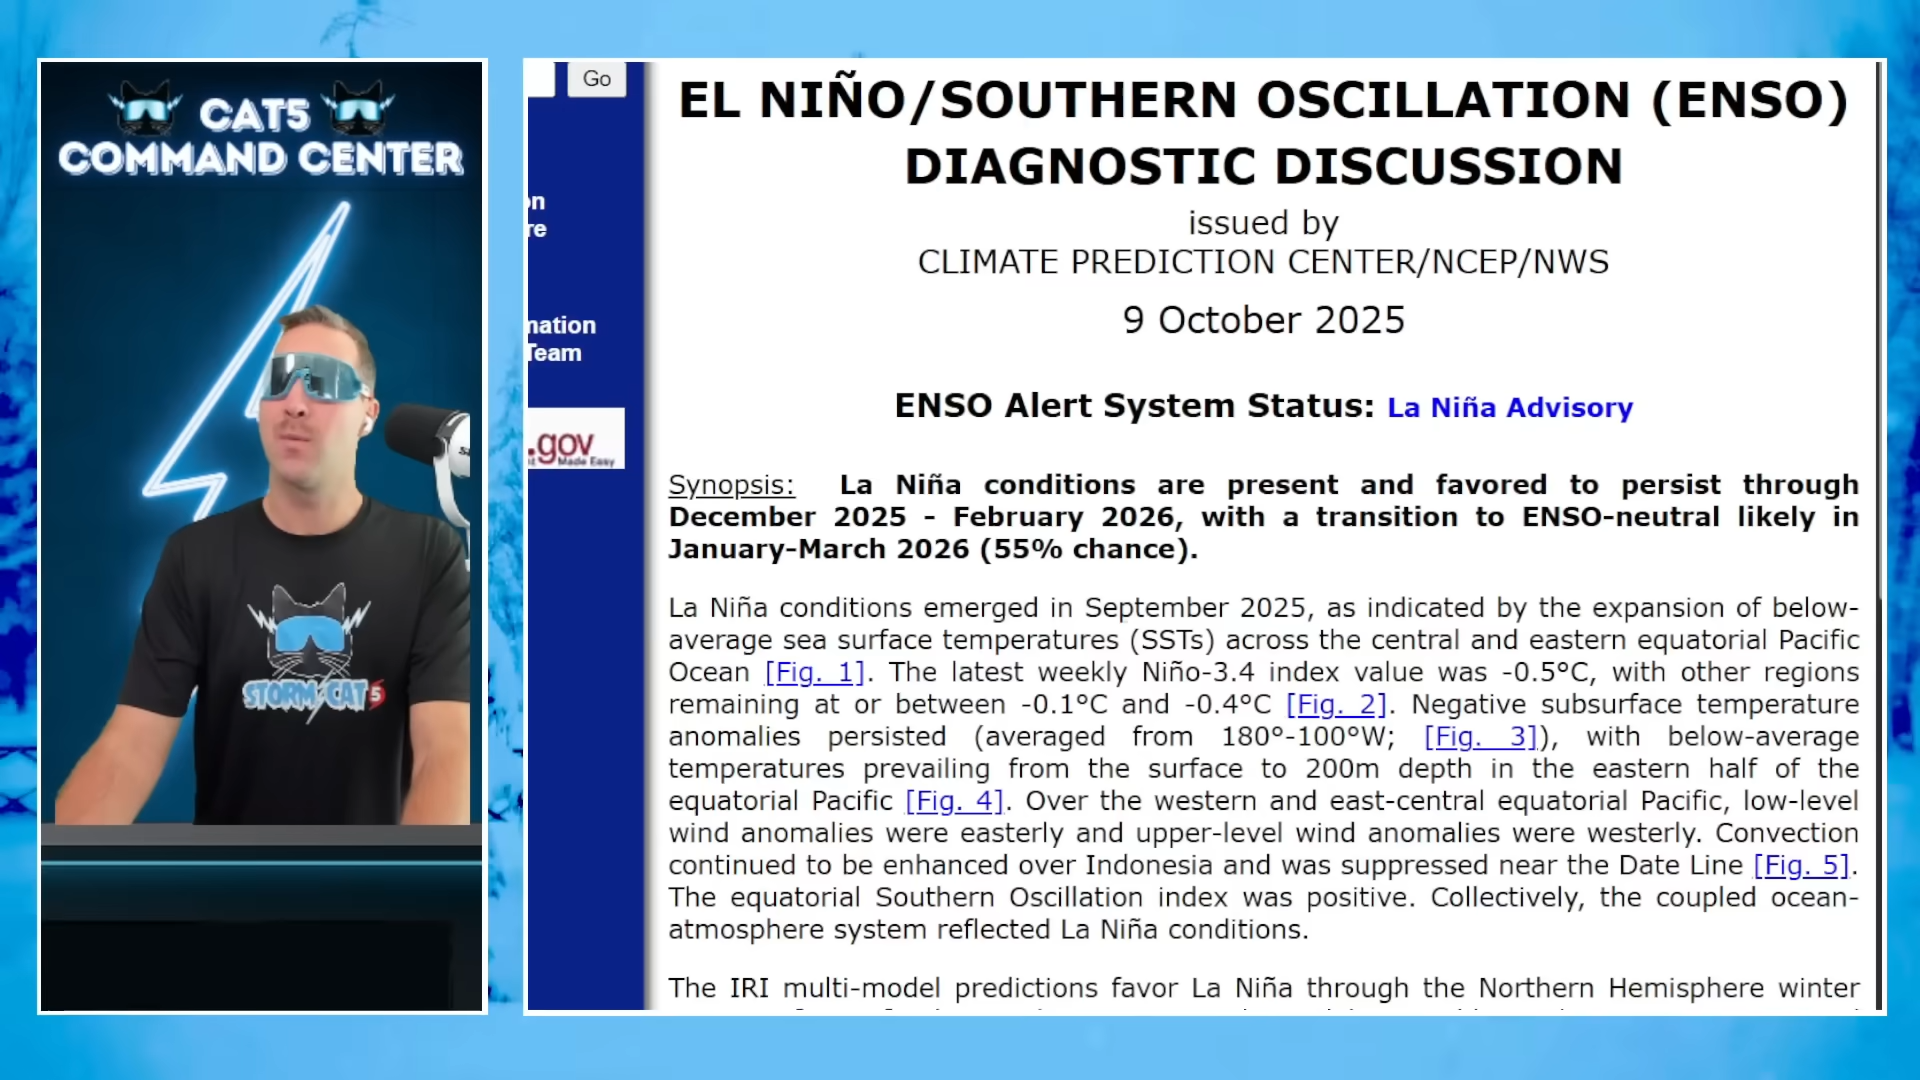 CAT5
COMMAND CENTER
STORM CAT5
Go
on
re
mation
Team
.gov
Made Easy
EL NIÑO/SOUTHERN OSCILLATION (ENSO)
DIAGNOSTIC DISCUSSION
issued by
CLIMATE PREDICTION CENTER/NCEP/NWS
9 October 2025
ENSO Alert System Status: La Niña Advisory
Synopsis: La Niña conditions are present and favored to persist through
December 2025 - February 2026, with a transition to ENSO-neutral likely in
January-March 2026 (55% chance).
La Niña conditions emerged in September 2025, as indicated by the expansion of below-
average sea surface temperatures (SSTs) across the central and eastern equatorial Pacific
Ocean [Fig. 1]. The latest weekly Niño-3.4 index value was -0.5°C, with other regions
remaining at or between -0.1°C and -0.4°C [Fig. 2]. Negative subsurface temperature
anomalies persisted (averaged from 180°-100°W; [Fig. 3]), with below-average
temperatures prevailing from the surface to 200m depth in the eastern half of the
equatorial Pacific [Fig. 4]. Over the western and east-central equatorial Pacific, low-level
wind anomalies were easterly and upper-level wind anomalies were westerly. Convection
continued to be enhanced over Indonesia and was suppressed near the Date Line [Fig. 5].
The equatorial Southern Oscillation index was positive. Collectively, the coupled ocean-
atmosphere system reflected La Niña conditions.
The IRI multi-model predictions favor La Niña through the Northern Hemisphere winter